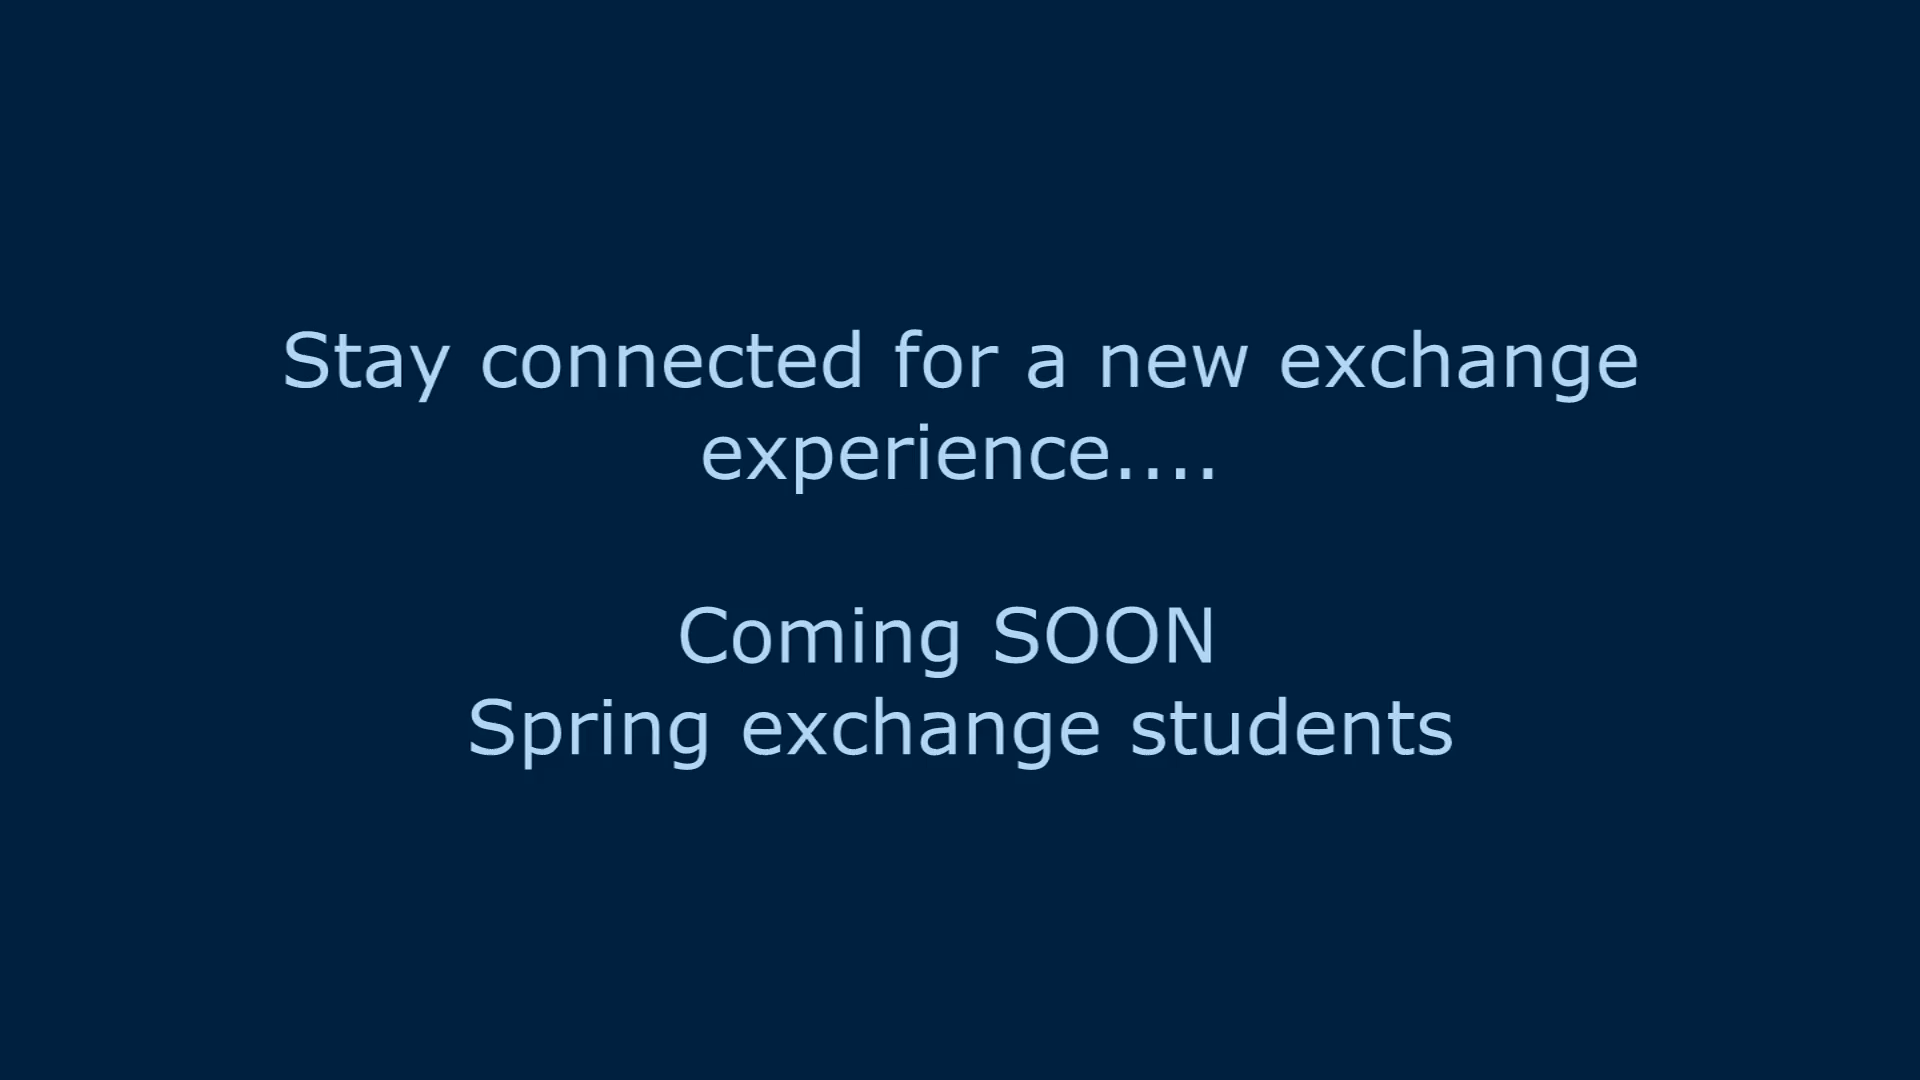 Stay connected for a new exchange
experience....
Coming SOON
Spring exchange students